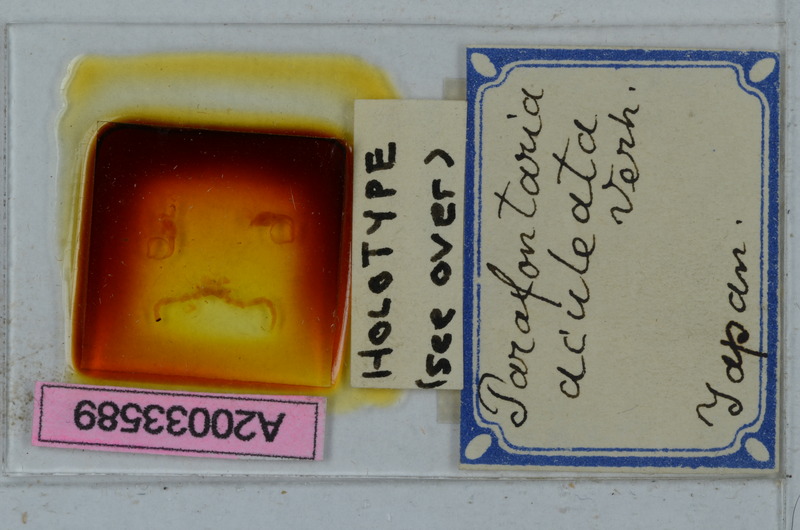 Parafontaria
aculeata
Verh.
Japan.
HOLOTYPE
(see over)
A20033589